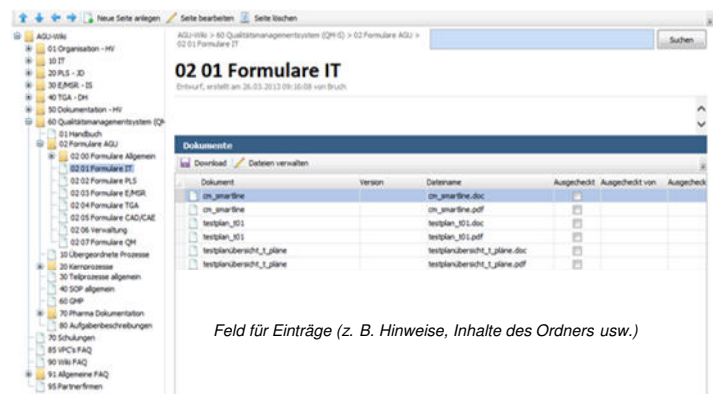 Neue Seite anlegen Seite bearbeiten Seite löschen
AGU-Wiki
01 Organisation - HV
10 IT
20 PLS - JD
30 E/MSR - IS
40 TGA - DH
50 Dokumentation - HV
60 Qualitätsmanagementsystem (QM
01 Handbuch
02 Formulare AGU
02 00 Formulare Allgemein
02 01 Formulare IT
02 02 Formulare PLS
02 03 Formulare E/MSR
02 04 Formulare TGA
02 05 Formulare CAD/CAE
02 06 Verwaltung
02 07 Formulare QM
10 Übergeordnete Prozesse
20 Kernprozesse
30 Teilprozesse allgemein
40 SOP allgemein
60 GMP
70 Pharma Dokumentation
80 Aufgabenbeschreibungen
70 Schulungen
85 VPC's FAQ
90 Wiki FAQ
91 Allgemeine FAQ
95 Partnerfirmen
AGU-Wiki > 60 Qualitätsmanagementsystem (QM-S) > 02 Formulare AGU >
02 01 Formulare IT
Suchen
02 01 Formulare IT
Entwurf, erstellt am 26.03.2013 09:16:08 von Bruch
Dokumente
Download Dateien verwalten
Dokument Version Dateiname Ausgecheckt Ausgecheckt von Ausgecheck
cm_smartline cm_smartline.doc
cm_smartline cm_smartline.pdf
testplan_t01 testplan_t01.doc
testplan_t01 testplan_t01.pdf
testplanübersicht_t_pläne testplanübersicht_t_pläne.doc
testplanübersicht_t_pläne testplanübersicht_t_pläne.pdf
Feld für Einträge (z. B. Hinweise, Inhalte des Ordners usw.)